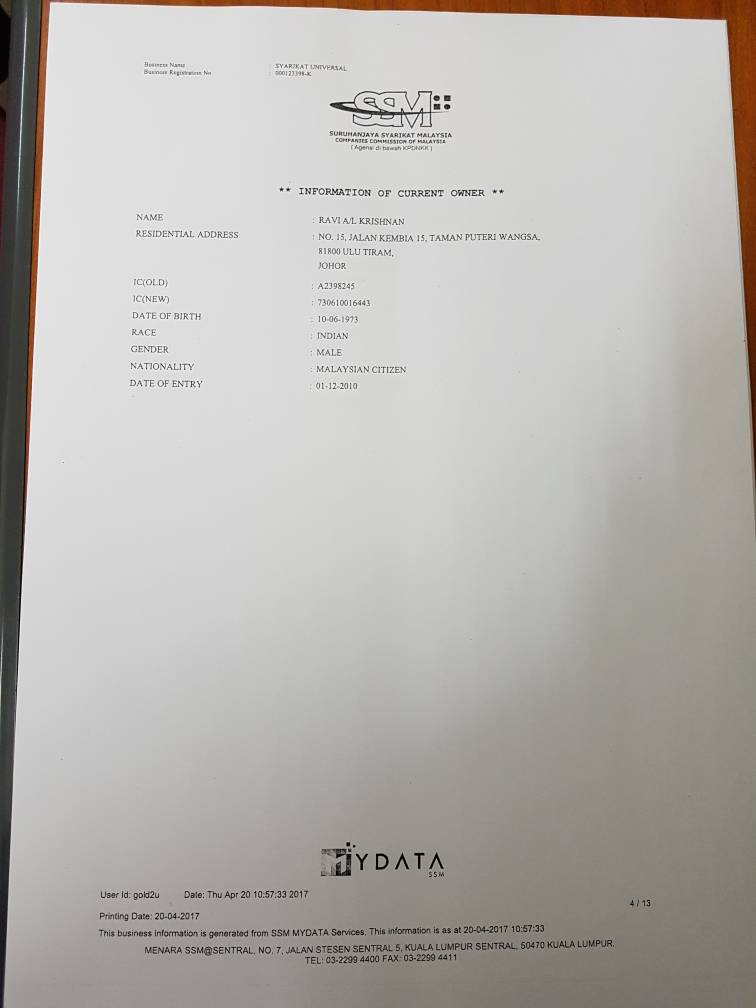 Business Name : SYARIKAT UNIVERSAL
Business Registration No : 000123398-K
SSM
SURUHANJAYA SYARIKAT MALAYSIA
COMPANIES COMMISSION OF MALAYSIA
( Agensi di bawah KPDNKK )
** INFORMATION OF CURRENT OWNER **
NAME : RAVI A/L KRISHNAN
RESIDENTIAL ADDRESS : NO. 15, JALAN KEMBIA 15, TAMAN PUTERI WANGSA,
81800 ULU TIRAM,
JOHOR
IC(OLD) : A2398245
IC(NEW) : 730610016443
DATE OF BIRTH : 10-06-1973
RACE : INDIAN
GENDER : MALE
NATIONALITY : MALAYSIAN CITIZEN
DATE OF ENTRY : 01-12-2010
MYDATA
SSM
User Id: gold2u Date: Thu Apr 20 10:57:33 2017
4 / 13
Printing Date: 20-04-2017
This business information is generated from SSM MYDATA Services. This information is as at 20-04-2017 10:57:33
MENARA SSM@SENTRAL, NO. 7, JALAN STESEN SENTRAL 5, KUALA LUMPUR SENTRAL, 50470 KUALA LUMPUR.
TEL: 03-2299 4400 FAX: 03-2299 4411